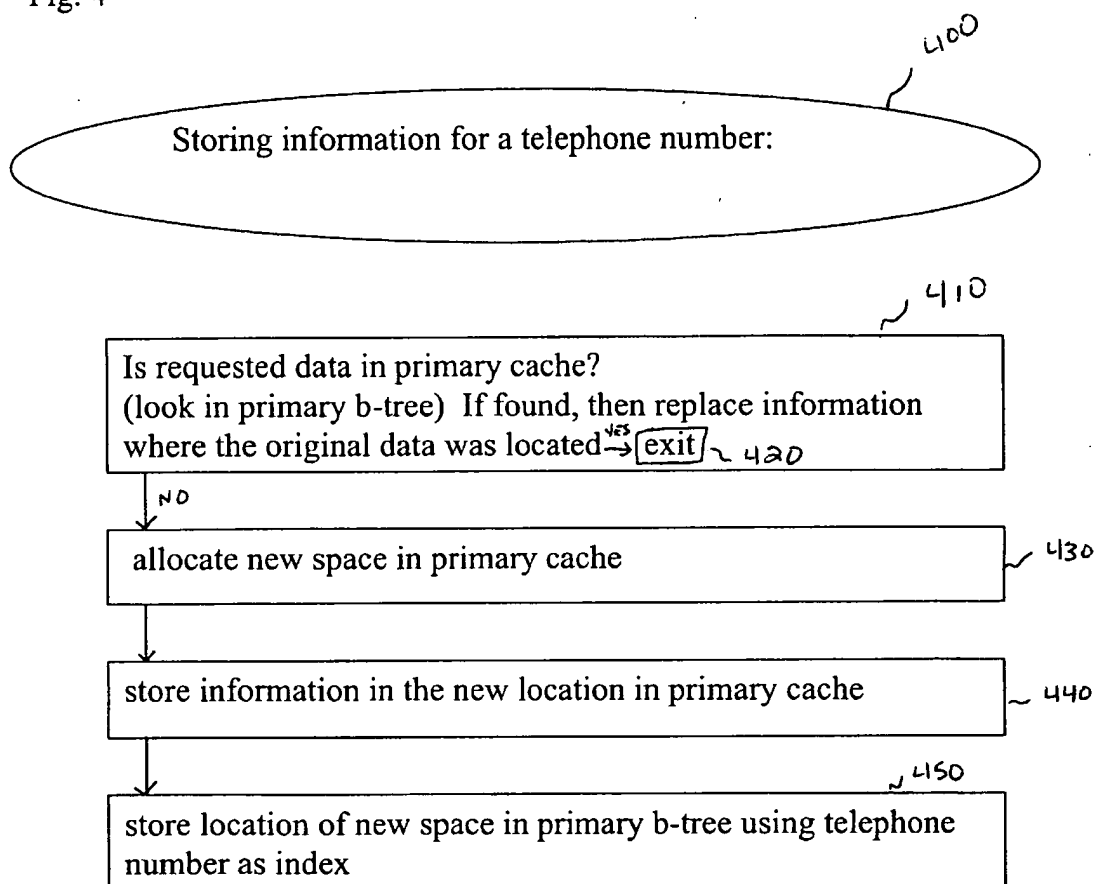 Fig. 4
400
Storing information for a telephone number:
410
Is requested data in primary cache?
(look in primary b-tree) If found, then replace information
where the original data was located YES → exit 420
NO
allocate new space in primary cache
430
store information in the new location in primary cache
440
450
store location of new space in primary b-tree using telephone
number as index